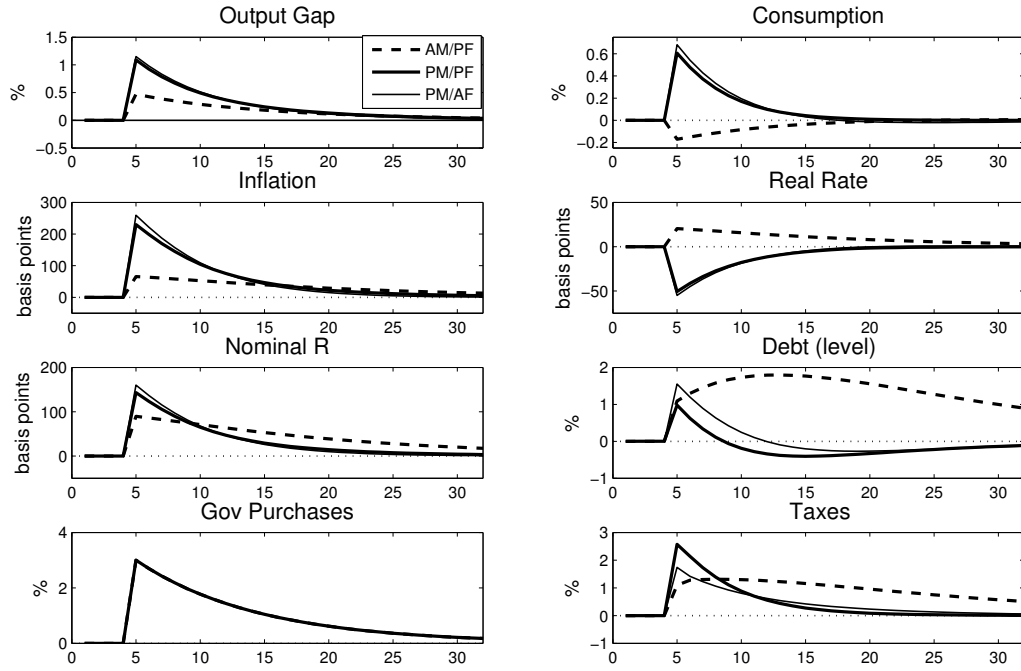 Output Gap
1.5
1
0.5
0
−0.5
%
0 5 10 15 20 25 30
AM/PF
PM/PF
PM/AF
Consumption
0.6
0.4
0.2
0
−0.2
%
0 5 10 15 20 25 30
Inflation
300
200
100
0
basis points
0 5 10 15 20 25 30
Real Rate
50
0
−50
basis points
0 5 10 15 20 25 30
Nominal R
200
100
0
basis points
0 5 10 15 20 25 30
Debt (level)
2
1
0
−1
%
0 5 10 15 20 25 30
Gov Purchases
4
2
0
%
0 5 10 15 20 25 30
Taxes
3
2
1
0
−1
%
0 5 10 15 20 25 30